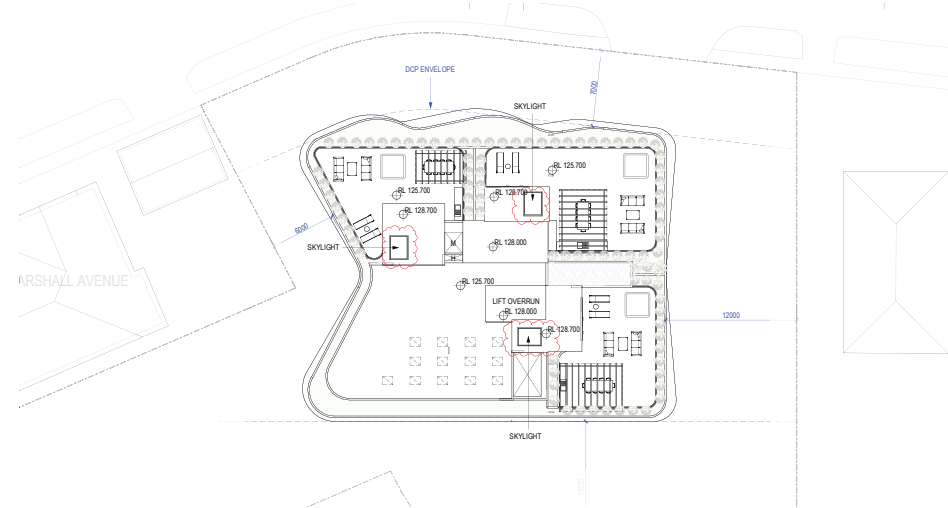 DCP ENVELOPE
7000
SKYLIGHT
RL 125.700
RL 125.700
RL 128.700
RL 128.700
6000
SKYLIGHT
M
H
RL 128.000
ARSHALL AVENUE
RL 125.700
LIFT OVERRUN
RL 128.000
RL 128.700
12000
SKYLIGHT